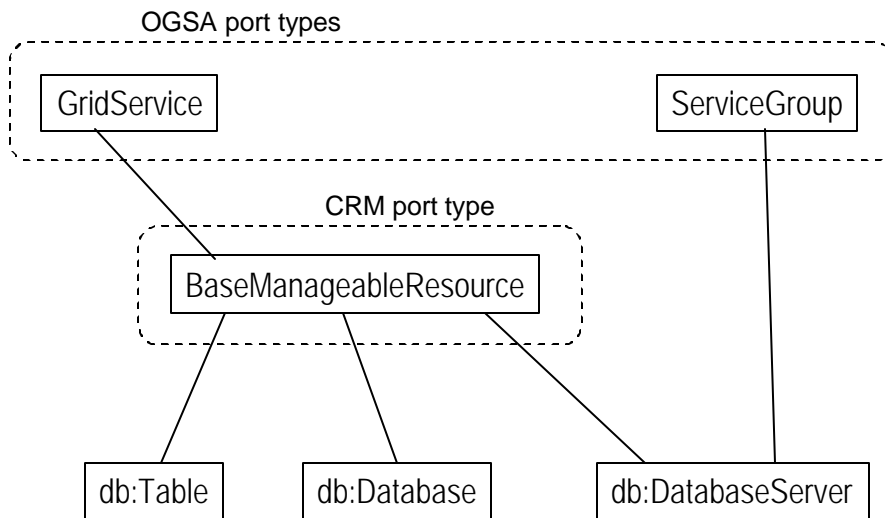 OGSA port types
GridService
ServiceGroup
CRM port type
BaseManageableResource
db:Table
db:Database
db:DatabaseServer